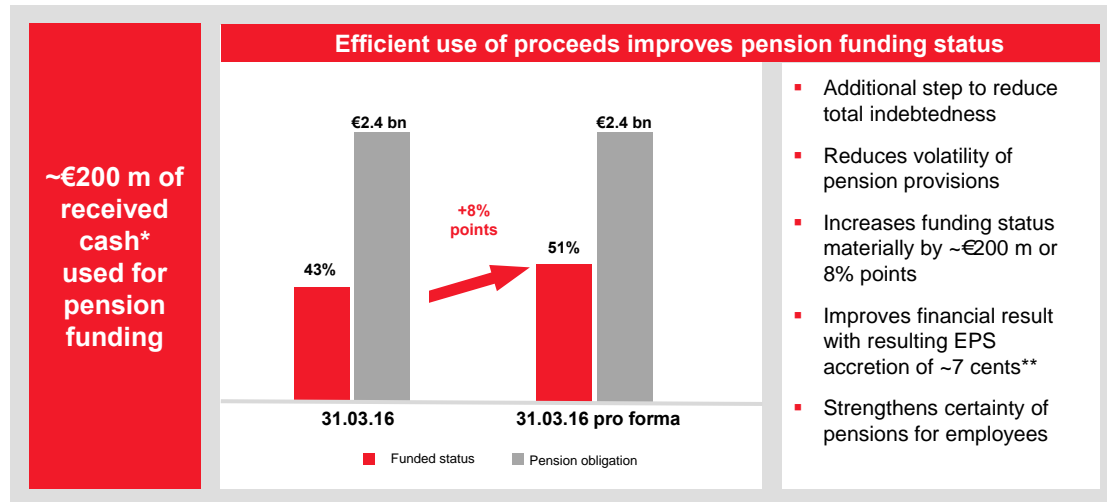 Efficient use of proceeds improves pension funding status
~€200 m of
received
cash*
used for
pension
funding
€2.4 bn
€2.4 bn
+8%
points
43%
51%
31.03.16
31.03.16 pro forma
Funded status
Pension obligation
▪ Additional step to reduce
total indebtedness
▪ Reduces volatility of
pension provisions
▪ Increases funding status
materially by ~€200 m or
8% points
▪ Improves financial result
with resulting EPS
accretion of ~7 cents**
▪ Strengthens certainty of
pensions for employees